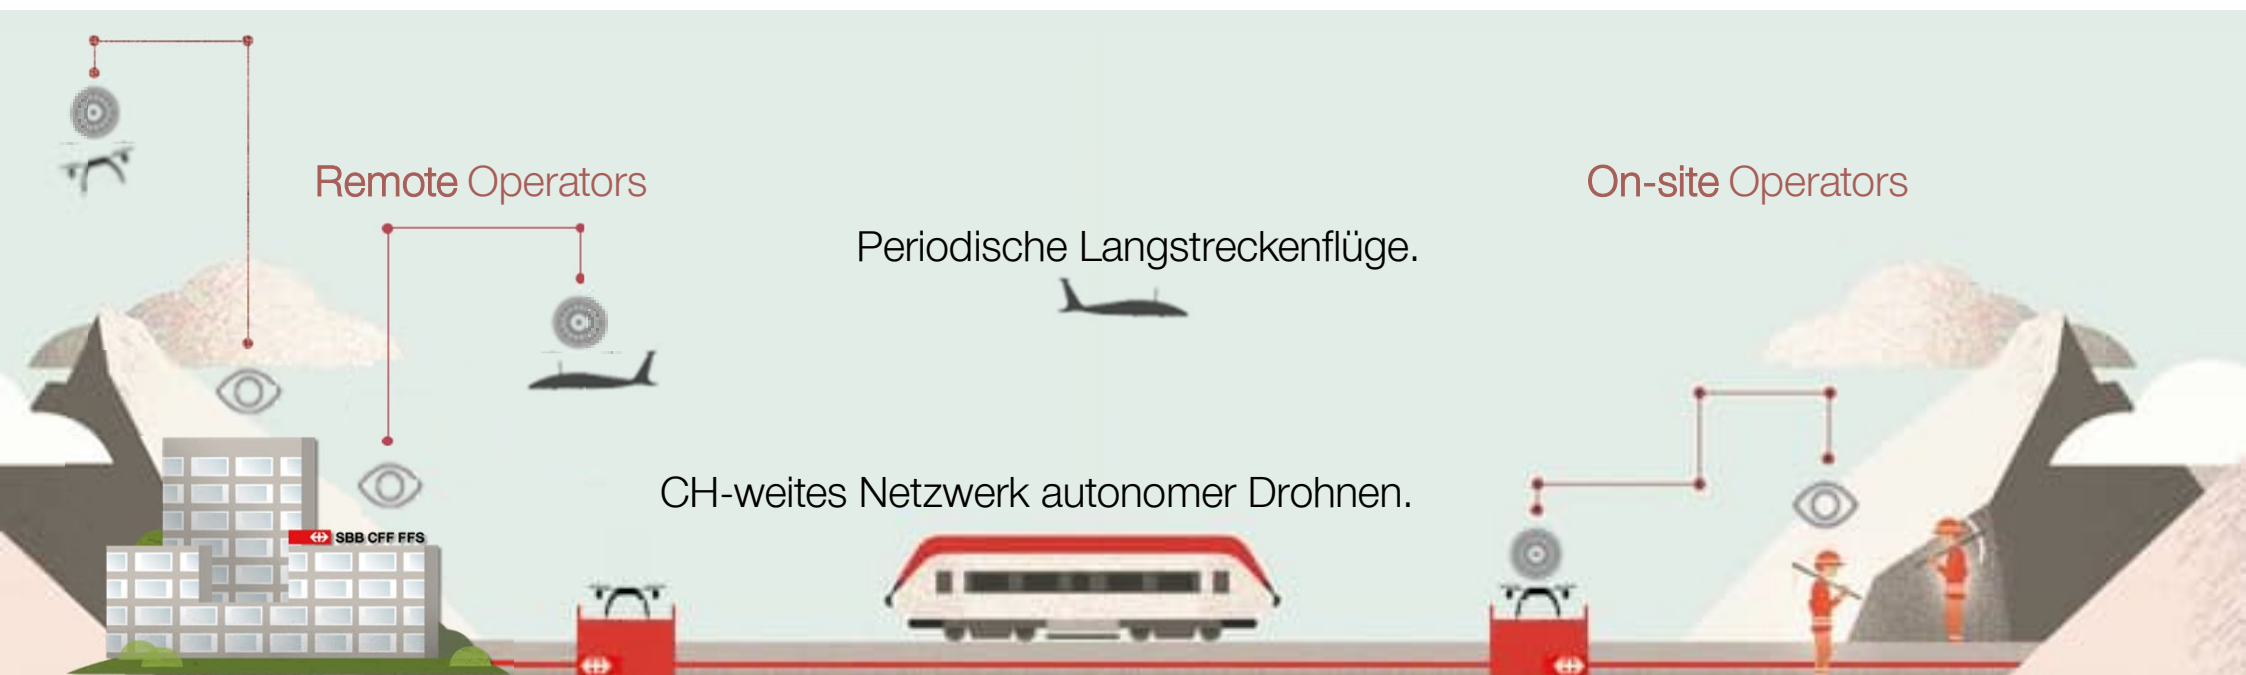 Remote Operators
On-site Operators
Periodische Langstreckenflüge.
CH-weites Netzwerk autonomer Drohnen.
SBB CFF FFS